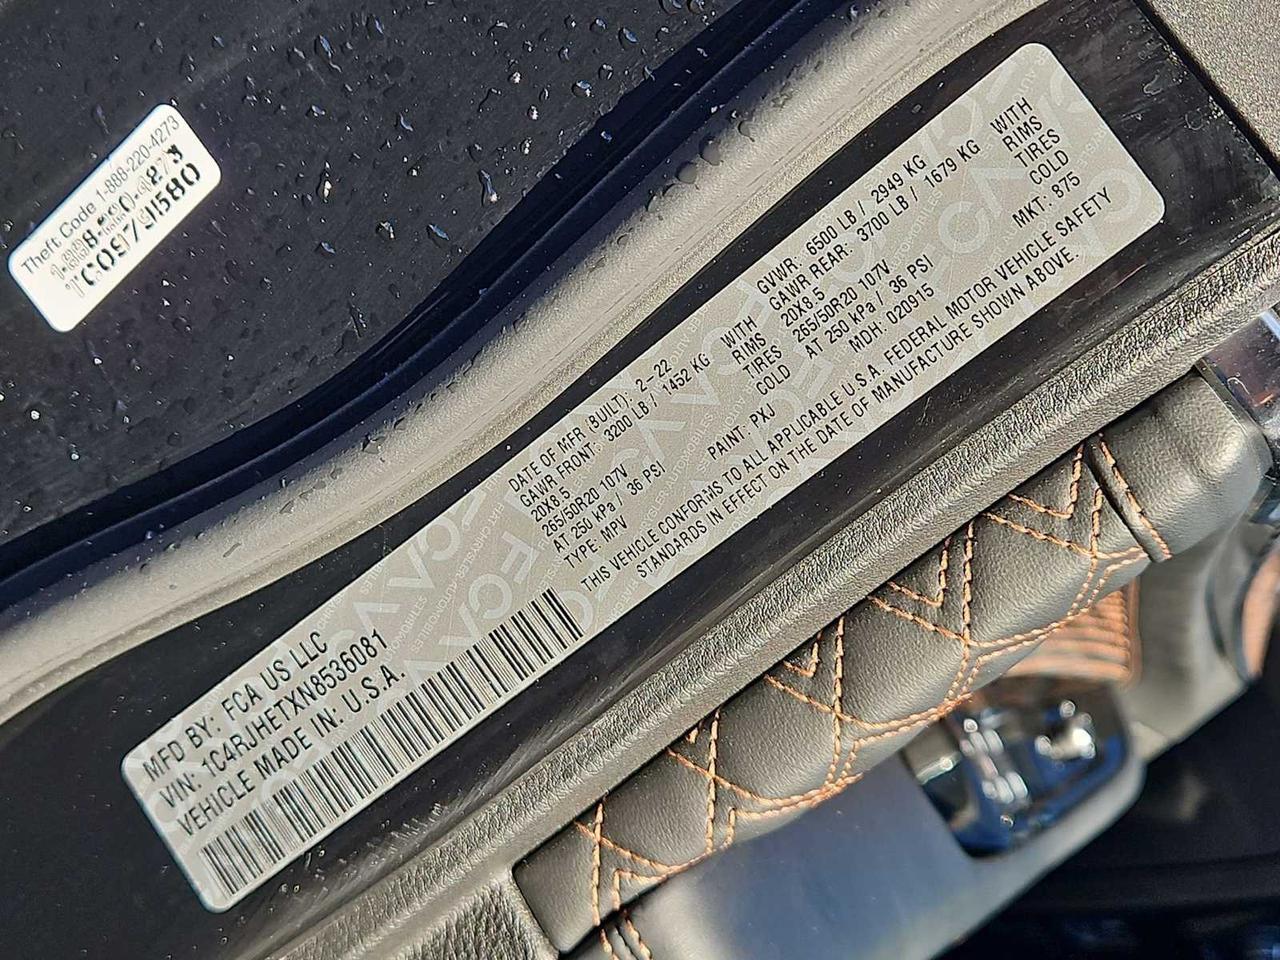 Theft Code 1-888-220-4273
TC0979J1580
MFD BY: FCA US LLC
VIN: 1C4RJHETXN8536081
VEHICLE MADE IN: U.S.A.
DATE OF MFR (BUILT): 2-22 GVWR: 6500 LB / 2949 KG
GAWR FRONT: 3200 LB / 1452 KG WITH GAWR REAR: 3700 LB / 1679 KG WITH
20X8.5 RIMS 20X8.5 RIMS
265/50R20 107V TIRES 265/50R20 107V TIRES
AT 250 kPa / 36 PSI COLD AT 250 kPa / 36 PSI COLD
TYPE: MPV PAINT: PXJ MDH: 020915 MKT: 875
THIS VEHICLE CONFORMS TO ALL APPLICABLE U.S.A. FEDERAL MOTOR VEHICLE SAFETY
STANDARDS IN EFFECT ON THE DATE OF MANUFACTURE SHOWN ABOVE.